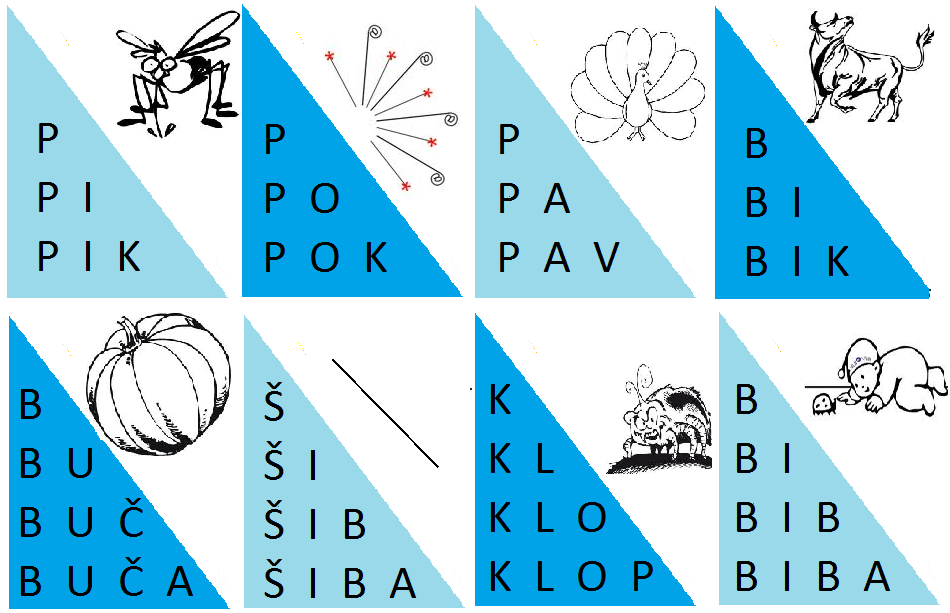 P
P I
P I K
P
P O
P O K
P
P A
P A V
B
B I
B I K
B
B U
B U Č
B U Č A
Š
Š I
Š I B
Š I B A
K
K L
K L O
K L O P
B
B I
B I B
B I B A